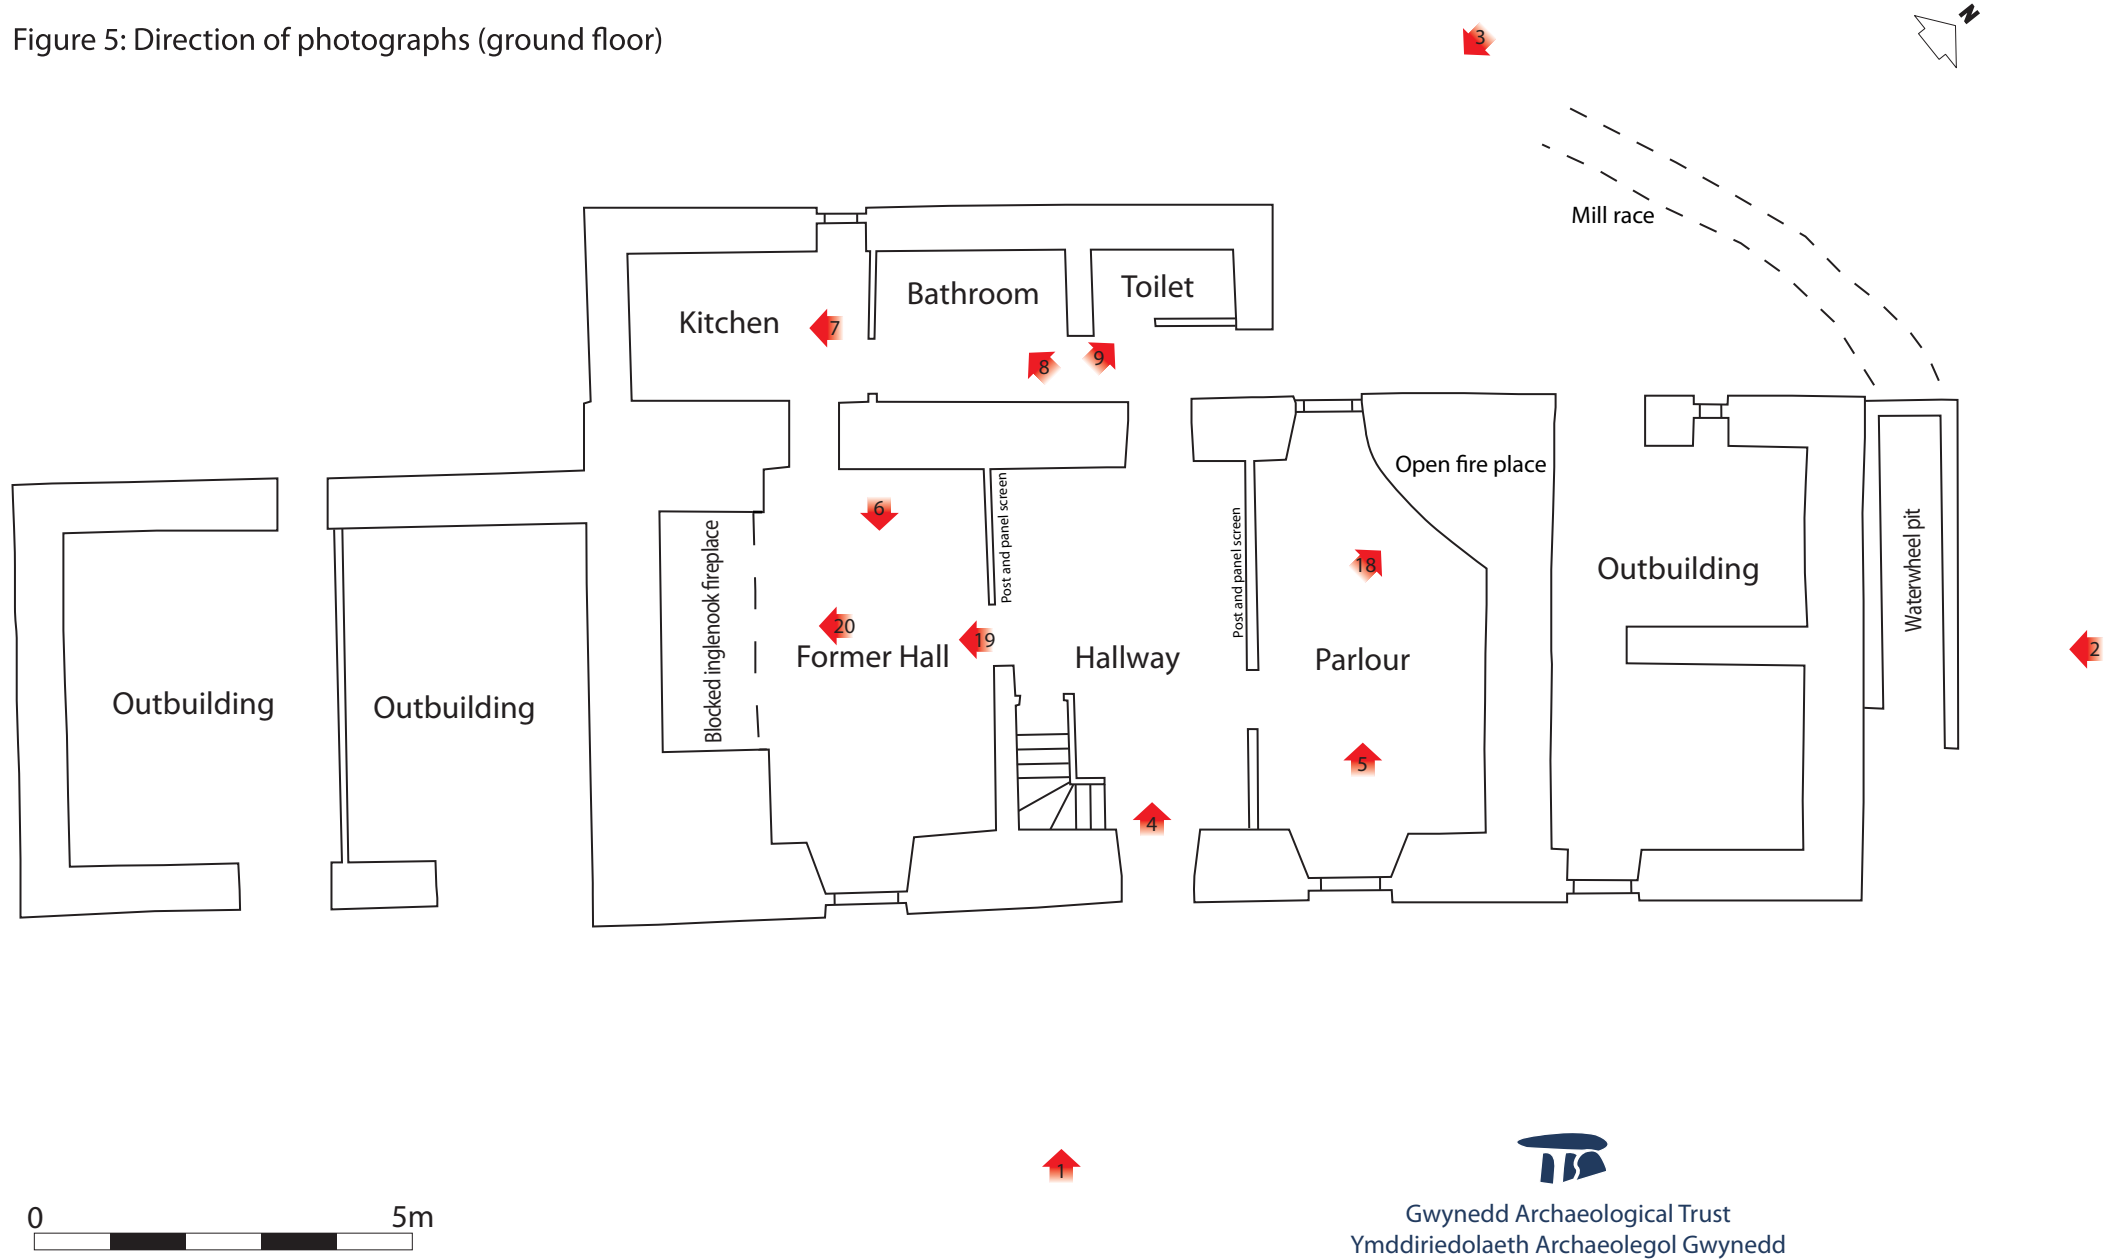 Figure 5: Direction of photographs (ground floor)
N
3
Mill race
Kitchen
Bathroom
Toilet
7
8
9
Open fire place
6
Post and panel screen
Post and panel screen
Blocked inglenook fireplace
18
Outbuilding
Waterwheel pit
20
19
2
Former Hall
Hallway
Parlour
Outbuilding
Outbuilding
5
4
1
0
5m
Gwynedd Archaeological Trust
Ymddiriedolaeth Archaeolegol Gwynedd